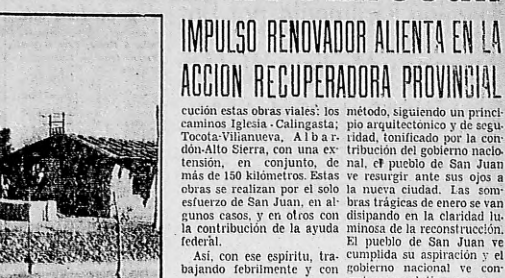 IMPULSO RENOVADOR ALIENTA EN LA
ACCION RECUPERADORA PROVINCIAL
cución estas obras viales: los
caminos Iglesia - Calingasta;
Tocota-Villanueva, Albar-
dón-Alto Sierra, con una ex-
tensión, en conjunto, de
más de 150 kilómetros. Estas
obras se realizan por el solo
esfuerzo de San Juan, en al-
gunos casos, y en otros con
la contribución de la ayuda
federal.
Así, con ese espíritu, tra-
bajando febrilmente y con
método, siguiendo un princi-
pio arquitectónico y de segu-
ridad, tonificado por la con-
tribución del gobierno nacio-
nal, el pueblo de San Juan
ve resurgir ante sus ojos a
la nueva ciudad. Las som-
bras trágicas de enero se van
disipando en la claridad lu-
minosa de la reconstrucción.
El pueblo de San Juan ve
cumplida su aspiración y el
gobierno nacional ve con-